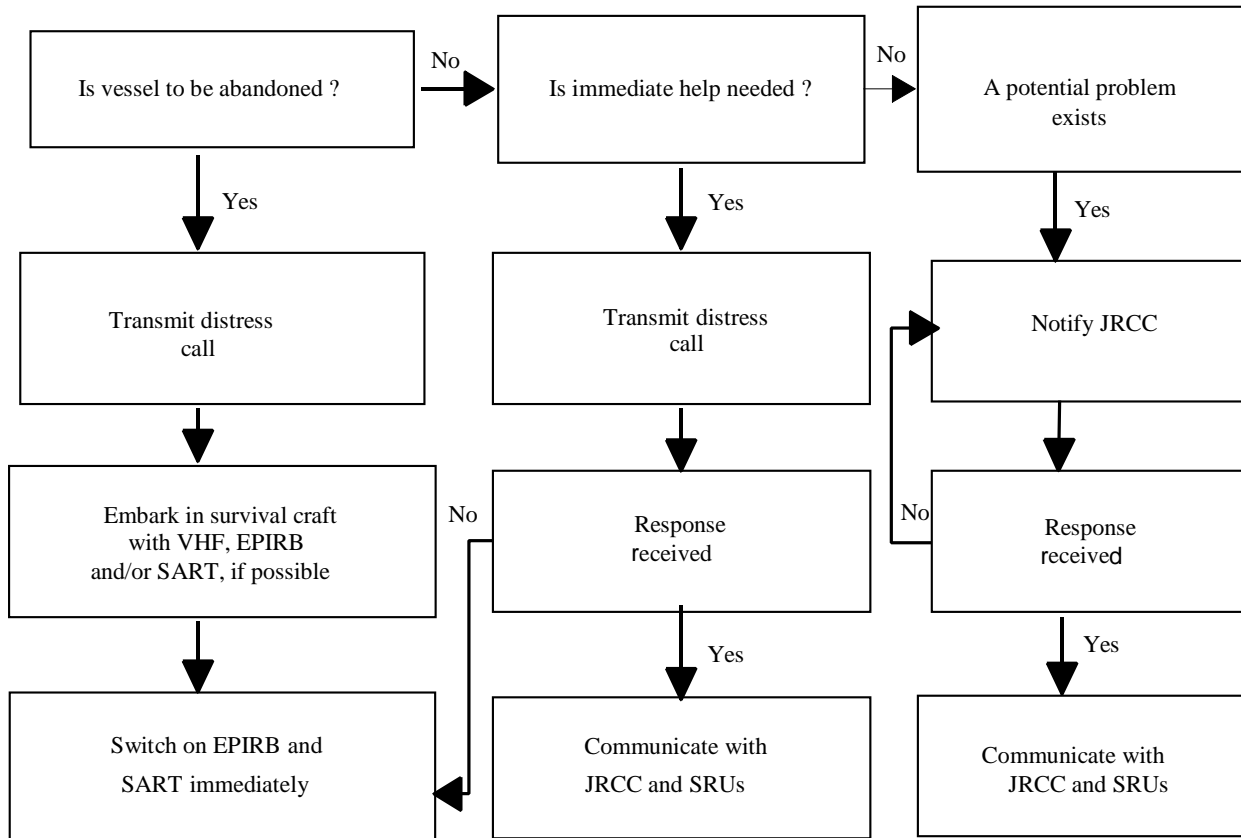 Is vessel to be abandoned ?
No
Is immediate help needed ?
No
A potential problem
exists
Yes
Yes
Yes
Transmit distress
call
Transmit distress
call
Notify JRCC
Embark in survival craft
with VHF, EPIRB
and/or SART, if possible
No
Response
received
No
Response
received
Yes
Yes
Switch on EPIRB and
SART immediately
Communicate with
JRCC and SRUs
Communicate with
JRCC and SRUs